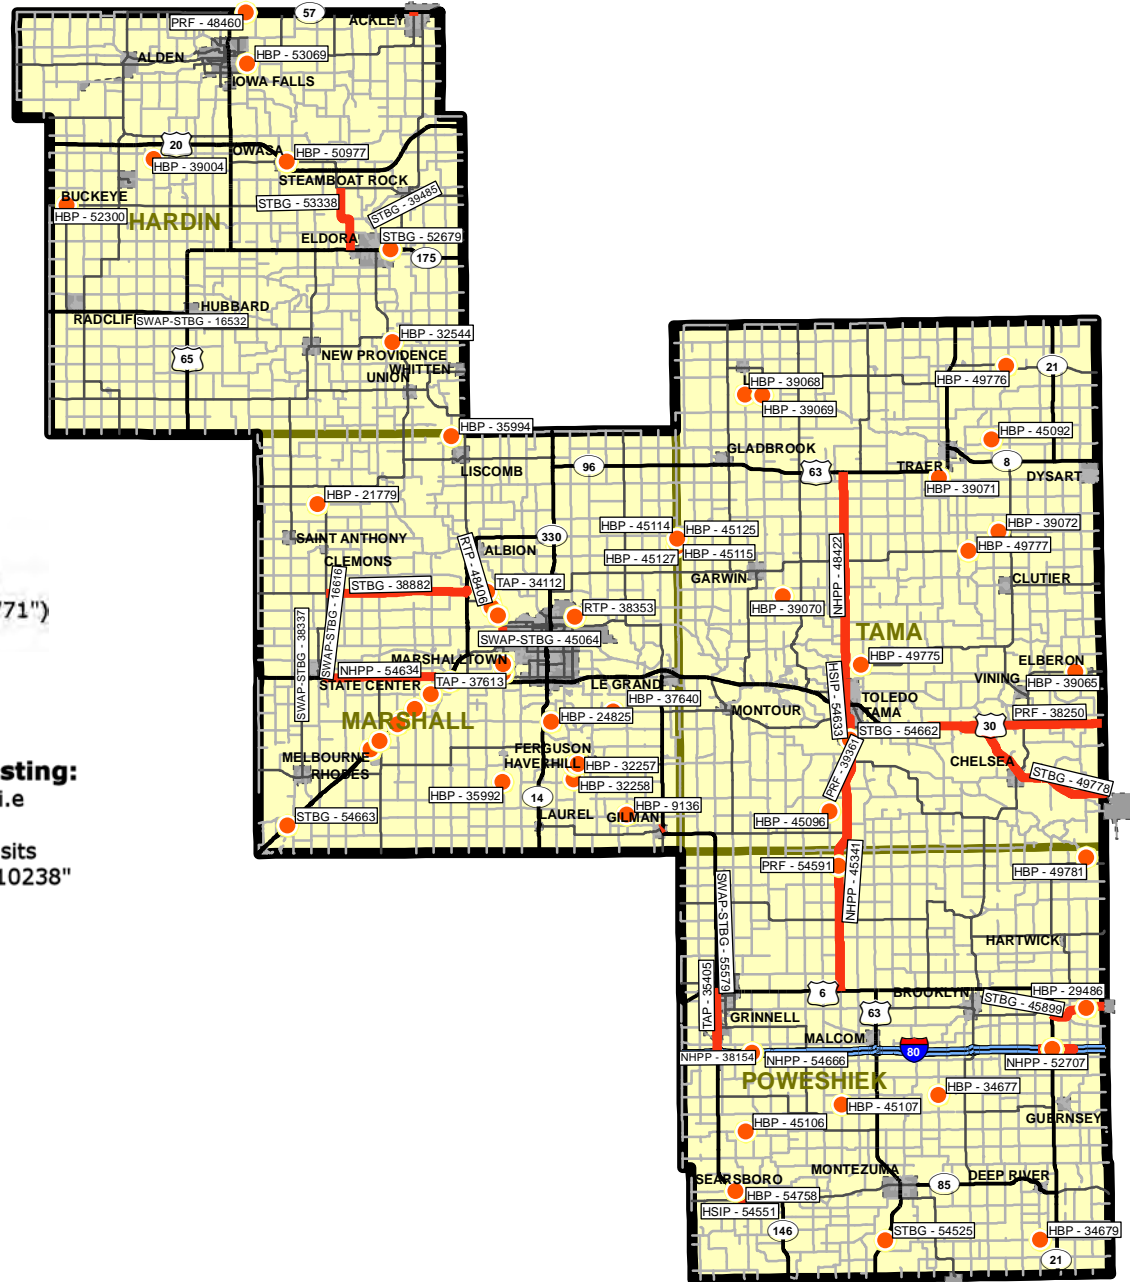 PRF - 48460
57
ACKLEY
ALDEN
HBP - 53069
IOWA FALLS
20
OWASA
HBP - 50977
HBP - 39004
STEAMBOAT ROCK
BUCKEYE
STBG - 53338
STBG - 39485
HBP - 52300
HARDIN
ELDORA
STBG - 52679
175
HUBBARD
RADCLIF
SWAP-STBG - 16532
HBP - 32544
65
NEW PROVIDENCE
WHITTEN
UNION
HBP - 49776
21
L
HBP - 39068
HBP - 39069
HBP - 35994
HBP - 45092
LISCOMB
96
GLADBROOK
63
TRAER
8
DYSART
HBP - 39071
HBP - 21779
HBP - 45114
HBP - 45125
HBP - 39072
SAINT ANTHONY
330
ALBION
HBP - 45127
HBP - 45115
HBP - 49777
CLEMONS
RTP - 48406
NHPP - 48422
GARWIN
CLUTIER
STBG - 38882
TAP - 34112
HBP - 39070
SWAP-STBG - 16616
71")
RTP - 38353
SWAP-STBG - 45064
TAMA
SWAP-STBG - 38337
MARSHALLTOWN
HBP - 49775
ELBERON
NHPP - 54634
STATE CENTER
TAP - 37613
LE GRAND
VINING
HBP - 39065
HSIP - 54633
HBP - 37640
MONTOUR
TOLEDO
TAMA
PRF - 38250
MARSHALL
HBP - 24825
STBG - 54662
30
MELBOURNE
FERGUSON
HAVERHILL
HBP - 32257
PRF - 39361
CHELSEA
RHODES
sting:
HBP - 32258
STBG - 49778
i.e
HBP - 35992
14
HBP - 9136
STBG - 54663
LAUREL
GILMAN
HBP - 45096
sits
PRF - 54591
HBP - 49781
10238"
NHPP - 45341
SWAP-STBG - 55579
HARTWICK
TAP - 35405
6
BROOKLYN
HBP - 29486
STBG - 45899
GRINNELL
63
MALCOM
NHPP - 38154
NHPP - 54666
80
NHPP - 52707
POWESHIEK
HBP - 34677
HBP - 45107
GUERNSEY
HBP - 45106
SEARSBORO
MONTEZUMA
DEEP RIVER
HBP - 54758
85
HSIP - 54551
146
STBG - 54525
HBP - 34679
21